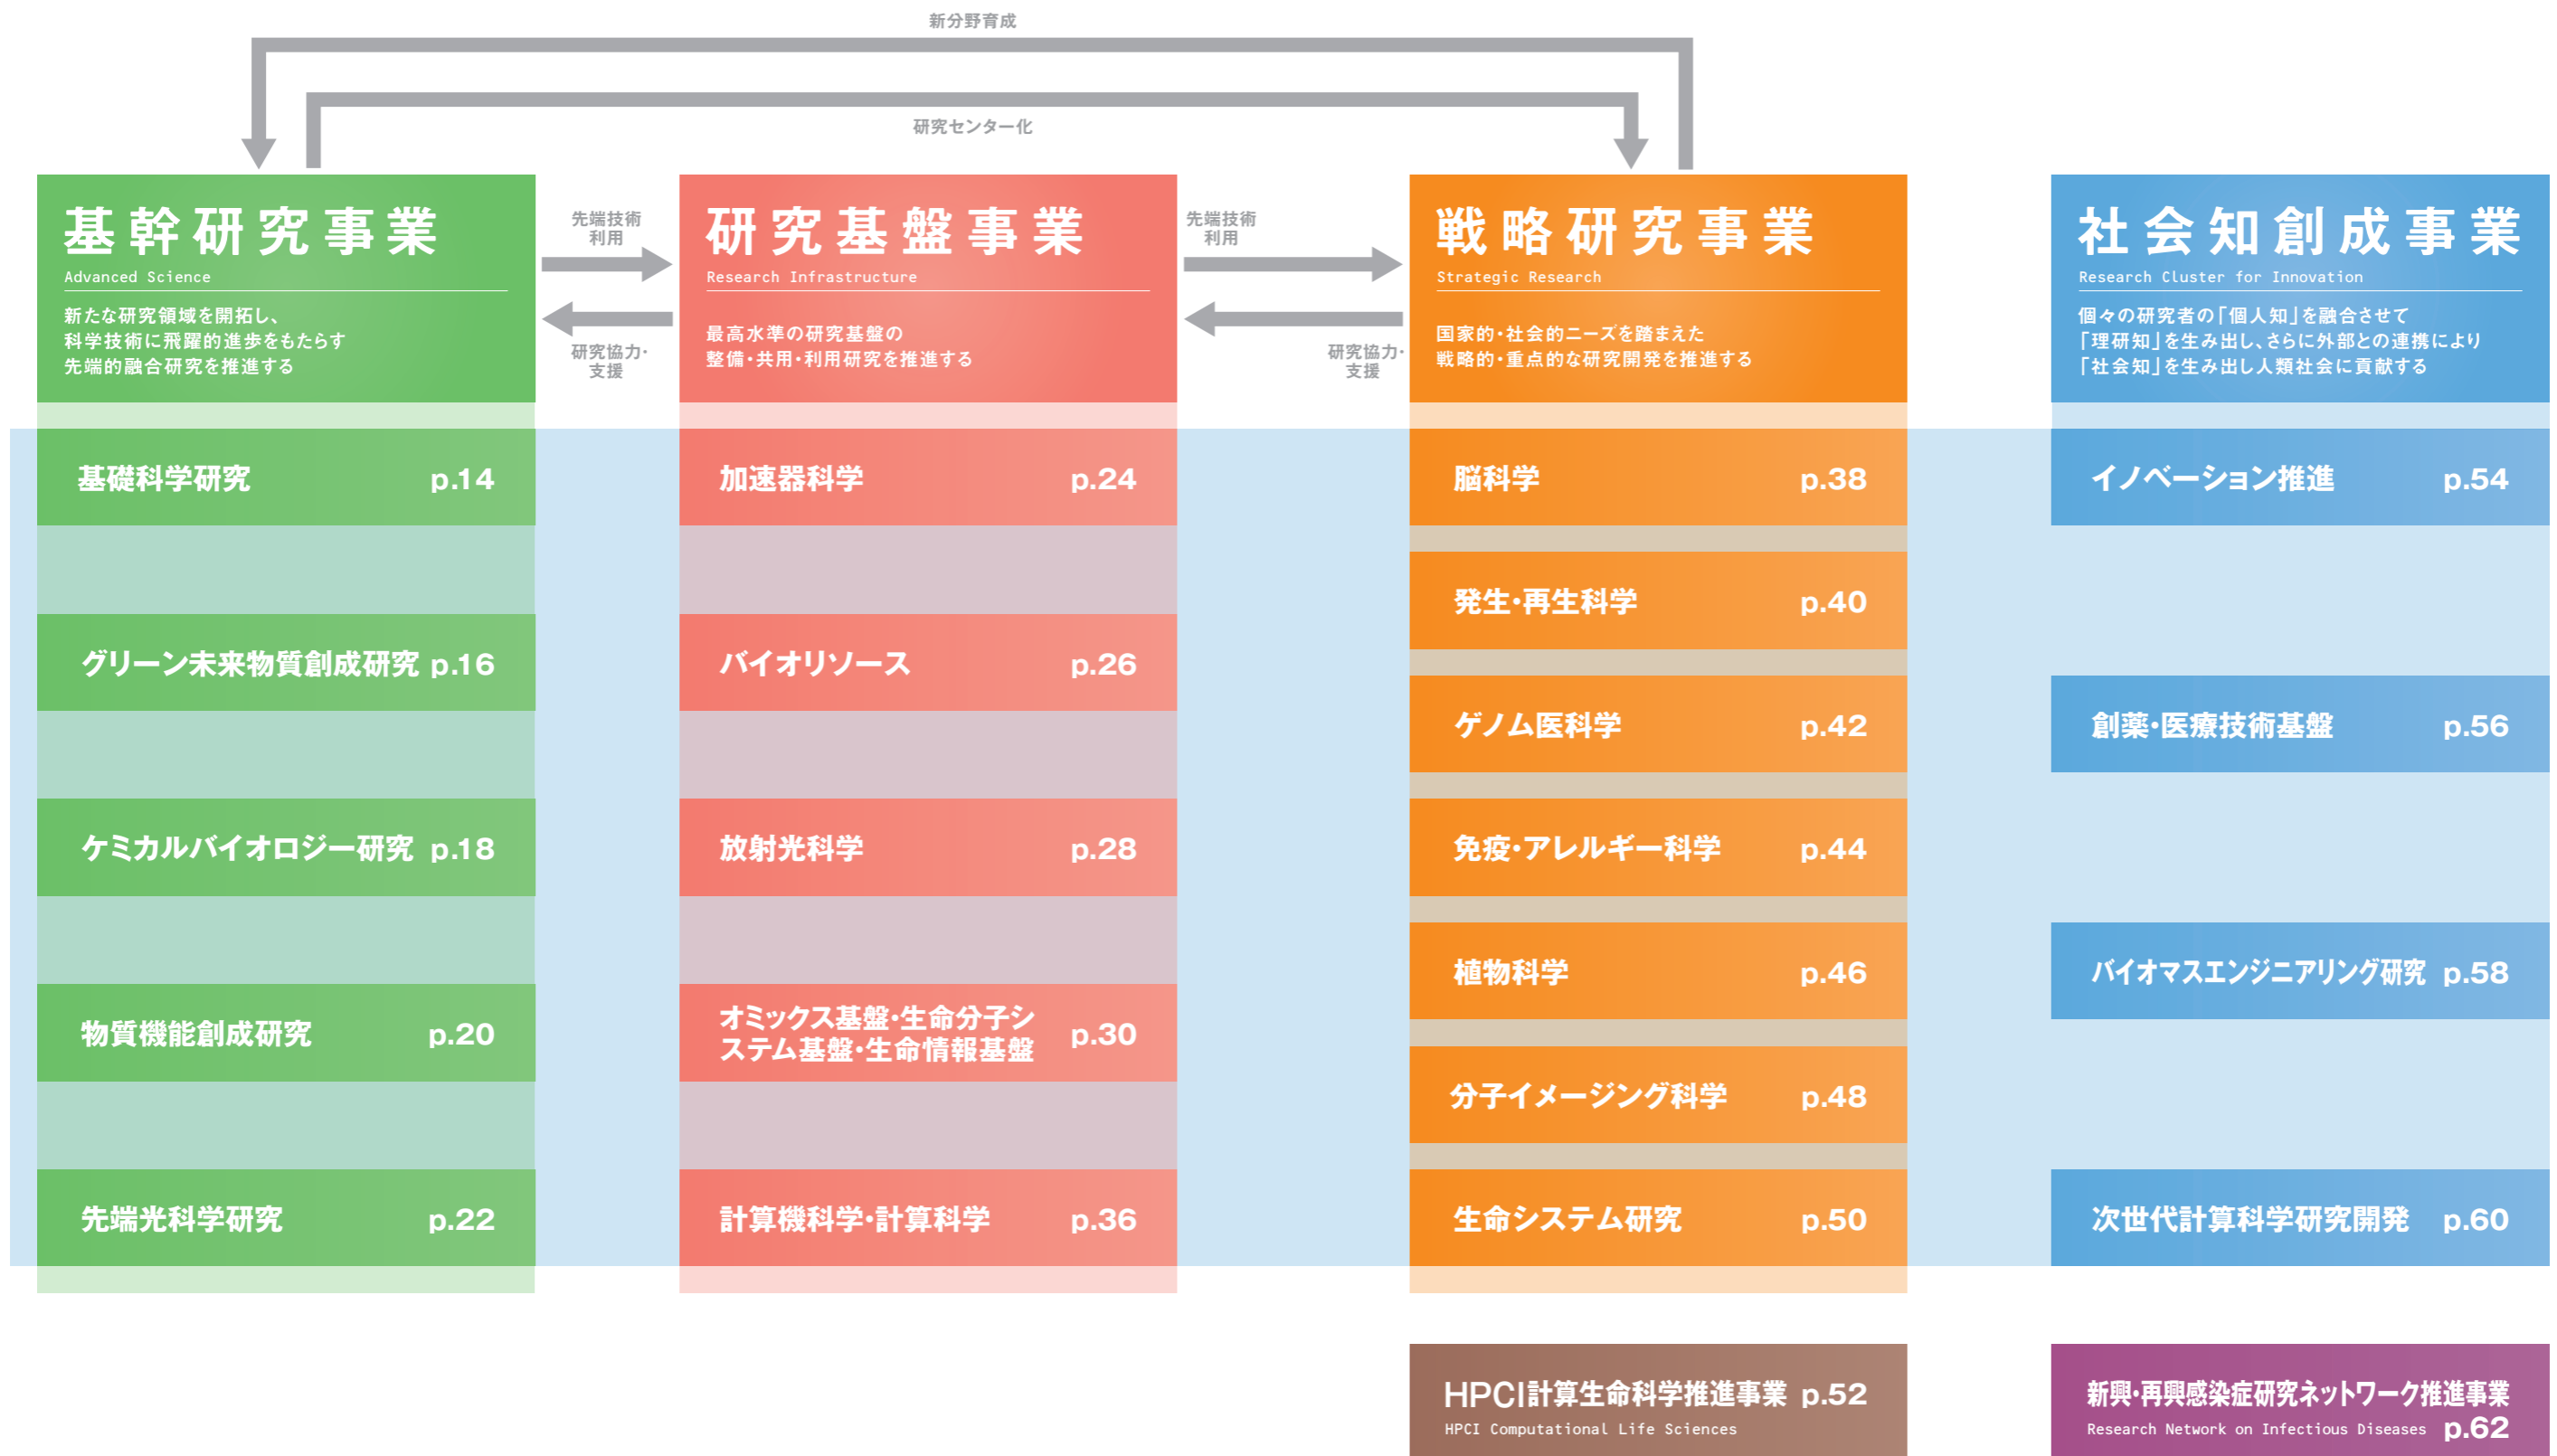 新分野育成
研究センター化
基幹研究事業
Advanced Science
新たな研究領域を開拓し、
科学技術に飛躍的進歩をもたらす
先端的融合研究を推進する
先端技術
利用
研究協力・
支援
研究基盤事業
Research Infrastructure
最高水準の研究基盤の
整備・共用・利用研究を推進する
先端技術
利用
研究協力・
支援
戦略研究事業
Strategic Research
国家的・社会的ニーズを踏まえた
戦略的・重点的な研究開発を推進する
社会知創成事業
Research Cluster for Innovation
個々の研究者の「個人知」を融合させて
「理研知」を生み出し、さらに外部との連携により
「社会知」を生み出し人類社会に貢献する
基礎科学研究 p.14
グリーン未来物質創成研究 p.16
ケミカルバイオロジー研究 p.18
物質機能創成研究 p.20
先端光科学研究 p.22
加速器科学 p.24
バイオリソース p.26
放射光科学 p.28
オミックス基盤・生命分子シ
ステム基盤・生命情報基盤 p.30
計算機科学・計算科学 p.36
脳科学 p.38
発生・再生科学 p.40
ゲノム医科学 p.42
免疫・アレルギー科学 p.44
植物科学 p.46
分子イメージング科学 p.48
生命システム研究 p.50
イノベーション推進 p.54
創薬・医療技術基盤 p.56
バイオマスエンジニアリング研究 p.58
次世代計算科学研究開発 p.60
HPCI計算生命科学推進事業 p.52
HPCI Computational Life Sciences
新興・再興感染症研究ネットワーク推進事業
Research Network on Infectious Diseases p.62